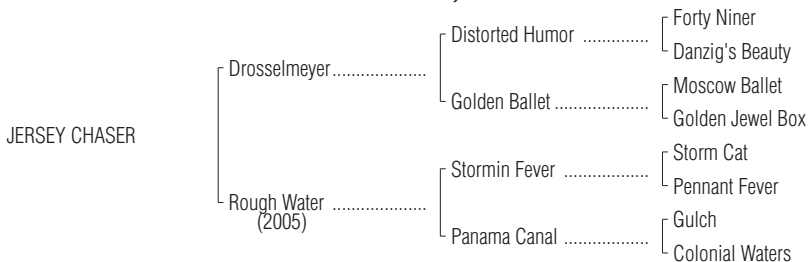 Forty Niner
Distorted Humor ..............
Danzig's Beauty
Drosselmeyer....................
Moscow Ballet
Golden Ballet ....................
Golden Jewel Box
JERSEY CHASER
Storm Cat
Stormin Fever ..................
Pennant Fever
Rough Water ....................
(2005)
Gulch
Panama Canal ..................
Colonial Waters